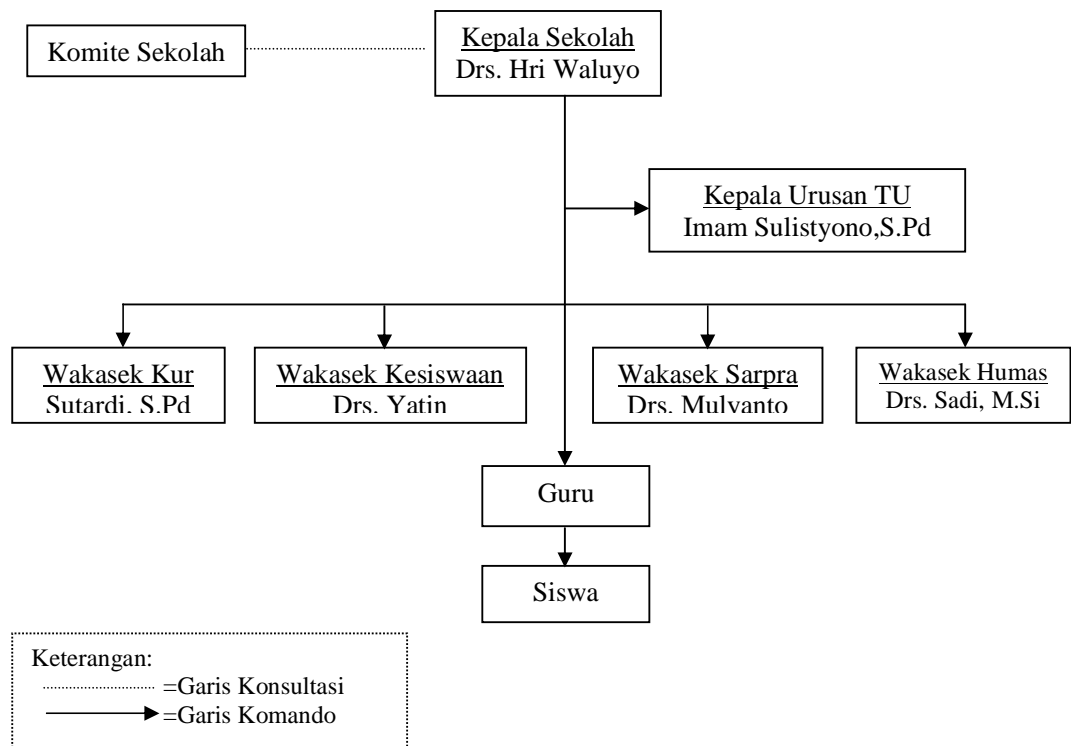 Komite Sekolah
Kepala Sekolah
Drs. Hri Waluyo
Kepala Urusan TU
Imam Sulistyono,S.Pd
Wakasek Kur
Sutardi, S.Pd
Wakasek Kesiswaan
Drs. Yatin
Wakasek Sarpra
Drs. Mulyanto
Wakasek Humas
Drs. Sadi, M.Si
Guru
Siswa
Keterangan:
=Garis Konsultasi
=Garis Komando